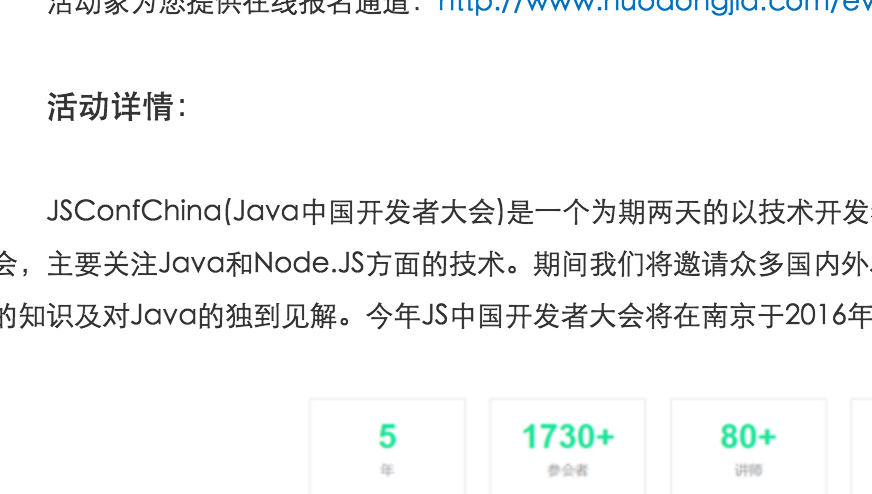 活动家为您提供在线报名通道：http://www.huodongjia.com/ev
活动详情：
JSConfChina(Java中国开发者大会)是一个为期两天的以技术开发
会，主要关注Java和Node.JS方面的技术。期间我们将邀请众多国内外
的知识及对Java的独到见解。今年JS中国开发者大会将在南京于2016年
5 1730+ 80+
年 参会者 讲师